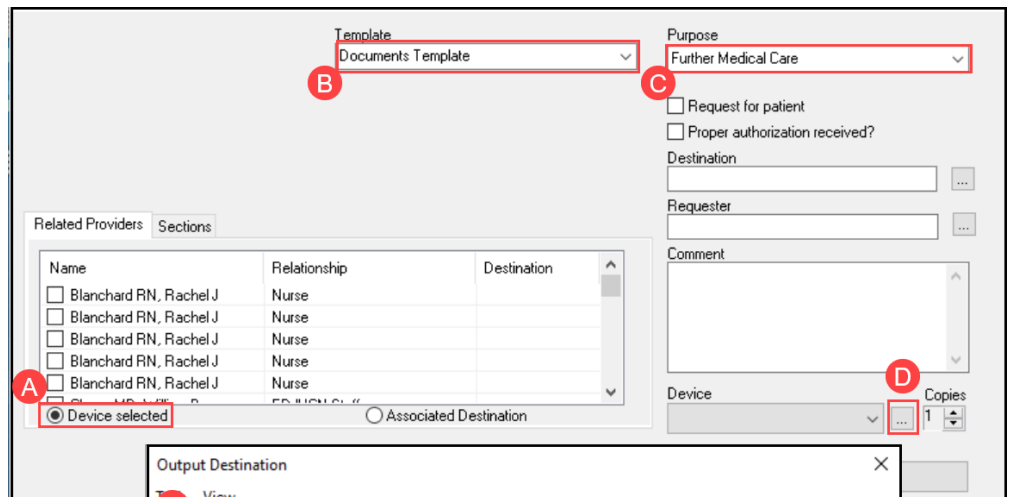 Template
Purpose
Documents Template
Further Medical Care
B
C
Request for patient
Proper authorization received?
Destination
...
Requester
...
Related Providers Sections
Comment
Name Relationship Destination
Blanchard RN, Rachel J Nurse
Blanchard RN, Rachel J Nurse
Blanchard RN, Rachel J Nurse
Blanchard RN, Rachel J Nurse
Blanchard RN, Rachel J Nurse
A
D
Device selected
Associated Destination
Device
Copies
... 1
Output Destination
View